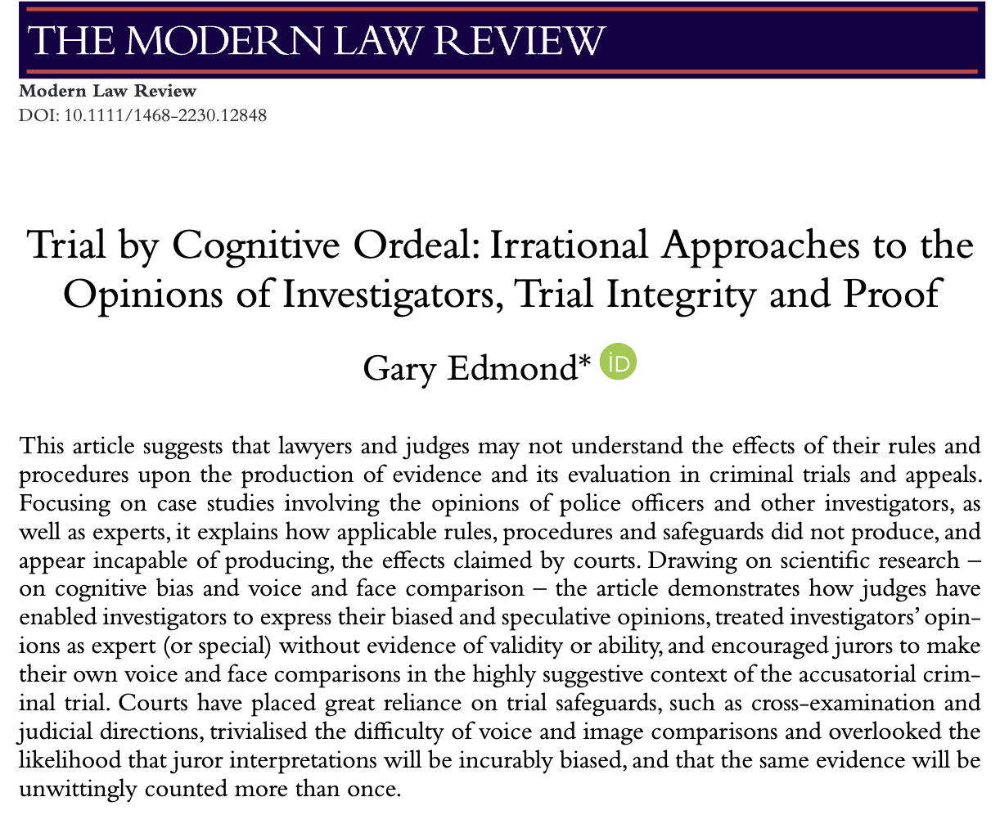 THE MODERN LAW REVIEW
Modern Law Review
DOI: 10.1111/1468-2230.12848
Trial by Cognitive Ordeal: Irrational Approaches to the
Opinions of Investigators, Trial Integrity and Proof
Gary Edmond* iD
This article suggests that lawyers and judges may not understand the effects of their rules and
procedures upon the production of evidence and its evaluation in criminal trials and appeals.
Focusing on case studies involving the opinions of police officers and other investigators, as
well as experts, it explains how applicable rules, procedures and safeguards did not produce, and
appear incapable of producing, the effects claimed by courts. Drawing on scientific research –
on cognitive bias and voice and face comparison – the article demonstrates how judges have
enabled investigators to express their biased and speculative opinions, treated investigators’ opin-
ions as expert (or special) without evidence of validity or ability, and encouraged jurors to make
their own voice and face comparisons in the highly suggestive context of the accusatorial crim-
inal trial. Courts have placed great reliance on trial safeguards, such as cross-examination and
judicial directions, trivialised the difficulty of voice and image comparisons and overlooked the
likelihood that juror interpretations will be incurably biased, and that the same evidence will be
unwittingly counted more than once.